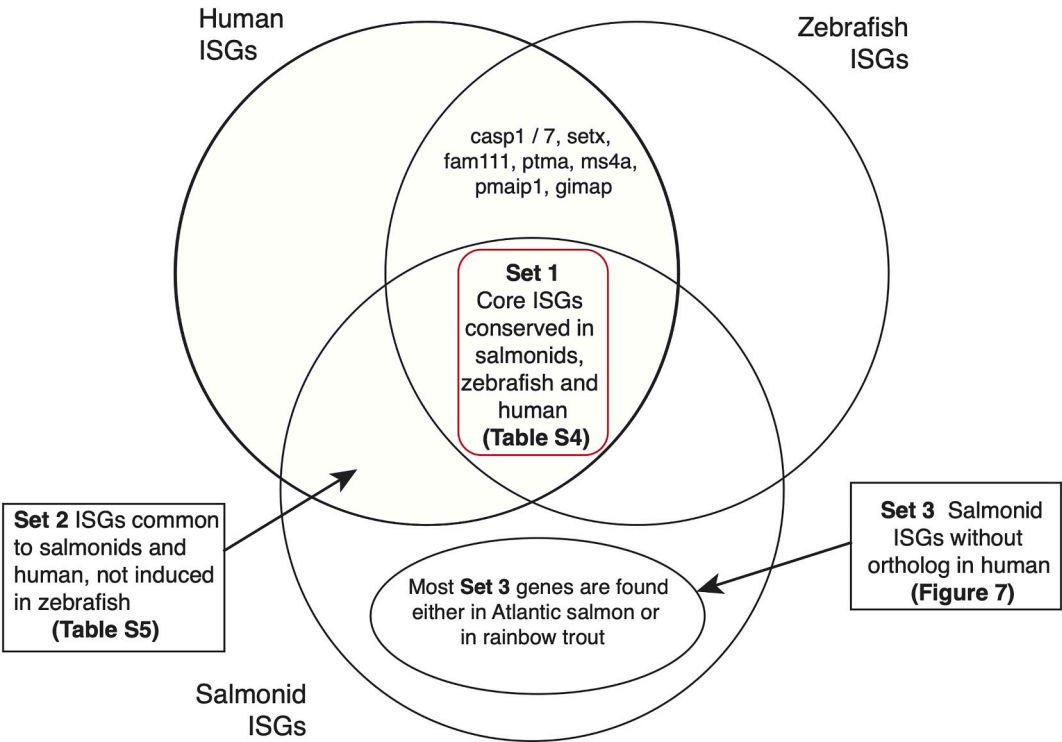 Human
ISGs
Zebrafish
ISGs
casp1 / 7, setx,
fam111, ptma, ms4a,
pmaip1, gimap
Set 1
Core ISGs
conserved in
salmonids,
zebrafish and
human
(Table S4)
Set 2 ISGs common
to salmonids and
human, not induced
in zebrafish
(Table S5)
Set 3 Salmonid
ISGs without
ortholog in human
(Figure 7)
Most Set 3 genes are found
either in Atlantic salmon or
in rainbow trout
Salmonid
ISGs